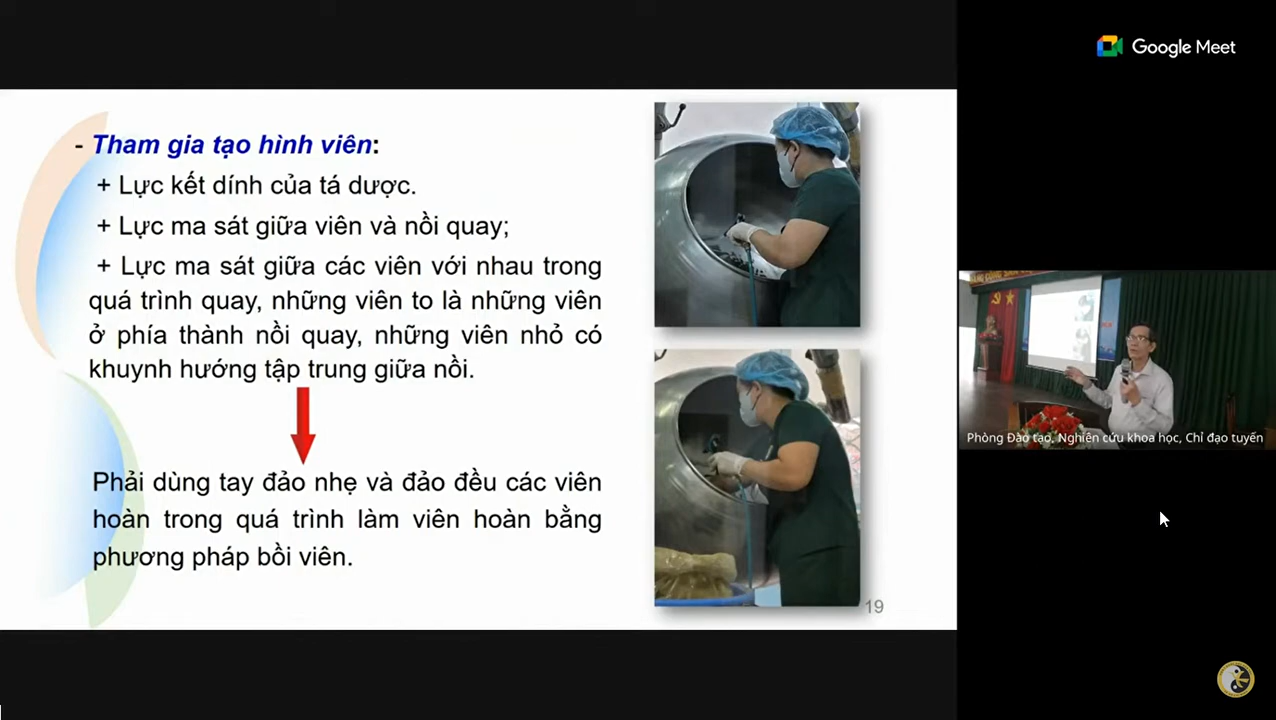 Google Meet
- Tham gia tạo hình viên:
+ Lực kết dính của tá dược.
+ Lực ma sát giữa viên và nồi quay;
+ Lực ma sát giữa các viên với nhau trong
quá trình quay, những viên to là những viên
ở phía thành nồi quay, những viên nhỏ có
khuynh hướng tập trung giữa nồi.
Phải dùng tay đảo nhẹ và đảo đều các viên
hoàn trong quá trình làm viên hoàn bằng
phương pháp bồi viên.
19
Phòng Đào tạo, Nghiên cứu khoa học, Chỉ đạo tuyến